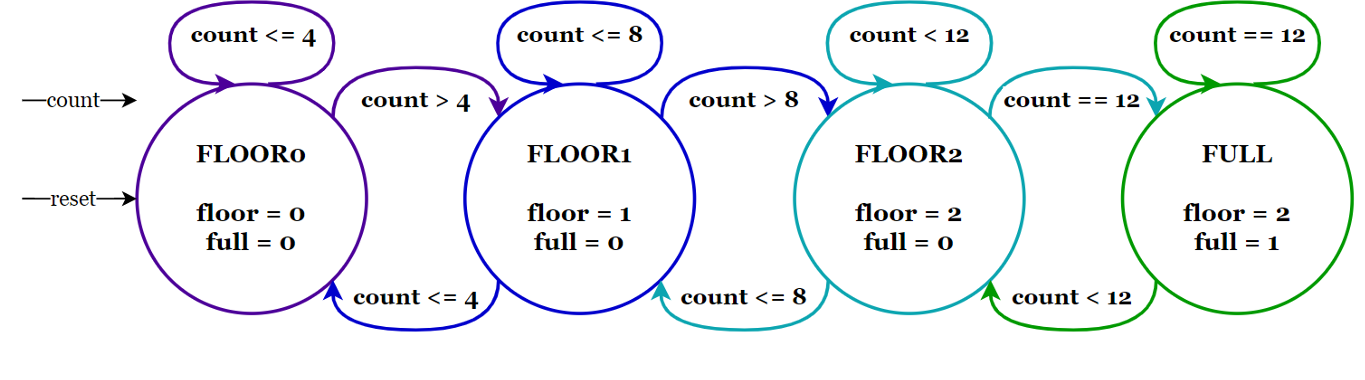 count <= 4
count <= 8
count < 12
count == 12
count
count > 4
count > 8
count == 12
FLOOR0
FLOOR1
FLOOR2
FULL
reset
floor = 0
full = 0
floor = 1
full = 0
floor = 2
full = 0
floor = 2
full = 1
count <= 4
count <= 8
count < 12